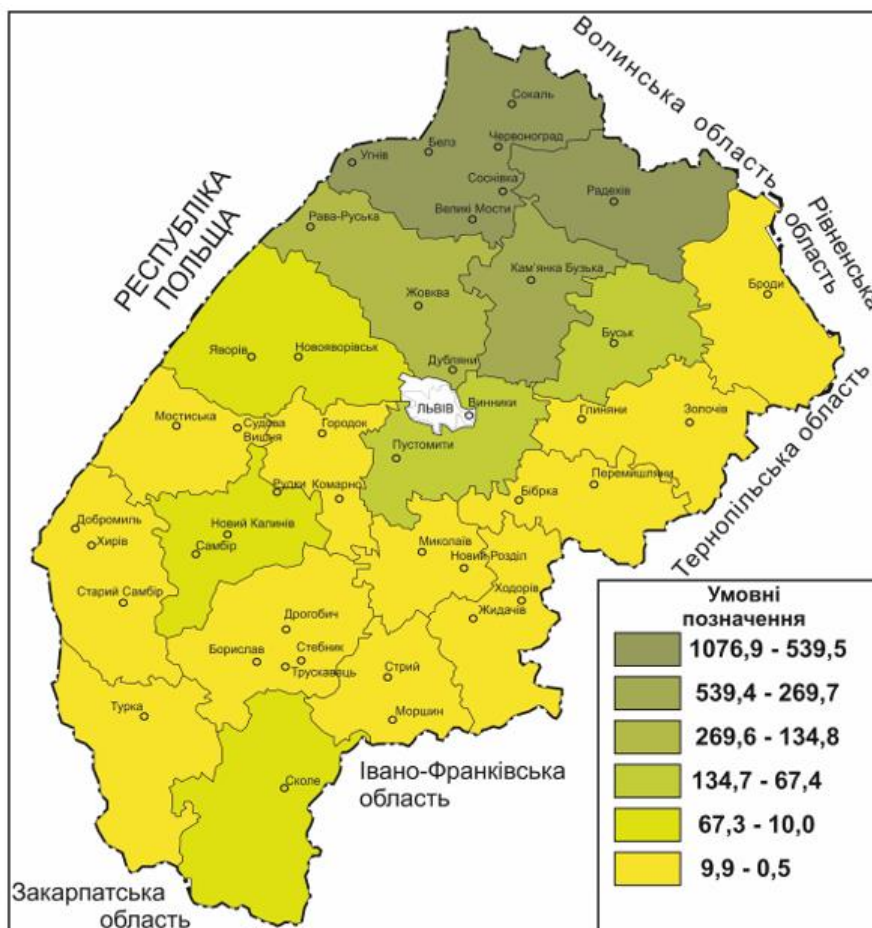 Волинська область
Рівненська
область
РЕСПУБЛІКА
ПОЛЬЩА
Сокаль
Червоноград
Белз
Угнів
Соснівка
Радехів
Великі Мости
Рава-Руська
Кам'янка Бузька
Броди
Жовква
Буськ
Яворів
Новояворівськ
Дубляни
ЛЬВІВ
Винники
Мостиська
Судова
Вишня
Городок
Глиняни
Золочів
Пустомити
Тернопільська область
Рудки
Комарно
Перемишляни
Бібрка
Добромиль
Хирів
Новий Калинів
Самбір
Миколаїв
Новий Розділ
Старий Самбір
Ходорів
Жидачів
Дрогобич
Борислав
Стебник
Трускавець
Стрий
Моршин
Турка
Сколе
Івано-Франківська
область
Закарпатська
область
Умовні
позначення
1076,9 - 539,5
539,4 - 269,7
269,6 - 134,8
134,7 - 67,4
67,3 - 10,0
9,9 - 0,5